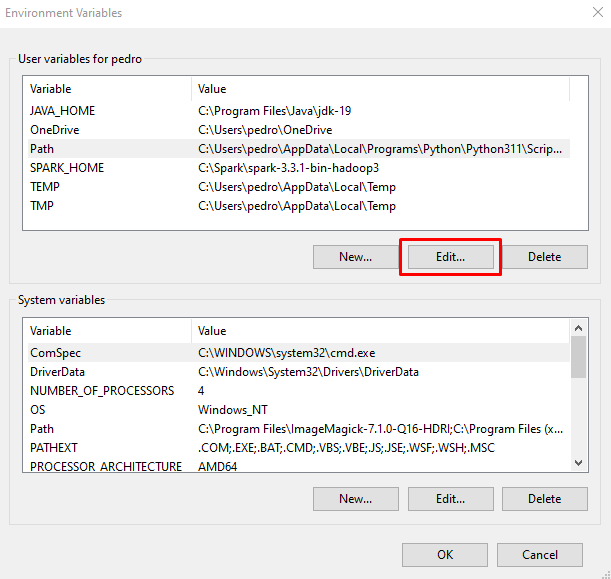 Environment Variables
User variables for pedro
Variable Value
JAVA_HOME C:\Program Files\Java\jdk-19
OneDrive C:\Users\pedro\OneDrive
Path C:\Users\pedro\AppData\Local\Programs\Python\Python311\Scrip...
SPARK_HOME C:\Spark\spark-3.3.1-bin-hadoop3
TEMP C:\Users\pedro\AppData\Local\Temp
TMP C:\Users\pedro\AppData\Local\Temp
New... Edit... Delete
System variables
Variable Value
ComSpec C:\WINDOWS\system32\cmd.exe
DriverData C:\Windows\System32\Drivers\DriverData
NUMBER_OF_PROCESSORS 4
OS Windows_NT
Path C:\Program Files\ImageMagick-7.1.0-Q16-HDRI;C:\Program Files (x...
PATHEXT .COM;.EXE;.BAT;.CMD;.VBS;.VBE;.JS;.JSE;.WSF;.WSH;.MSC
PROCESSOR_ARCHITECTURE AMD64
New... Edit... Delete
OK Cancel